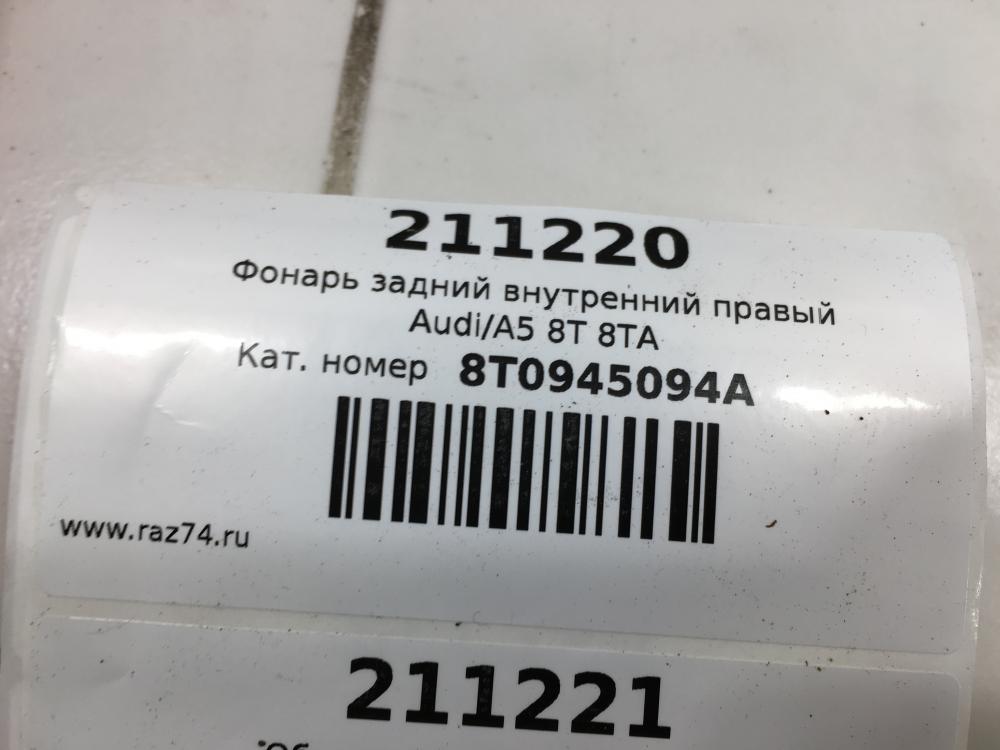 211220
Фонарь задний внутренний правый
Audi/A5 8T 8TA
Кат. номер 8T0945094A
www.raz74.ru
211221